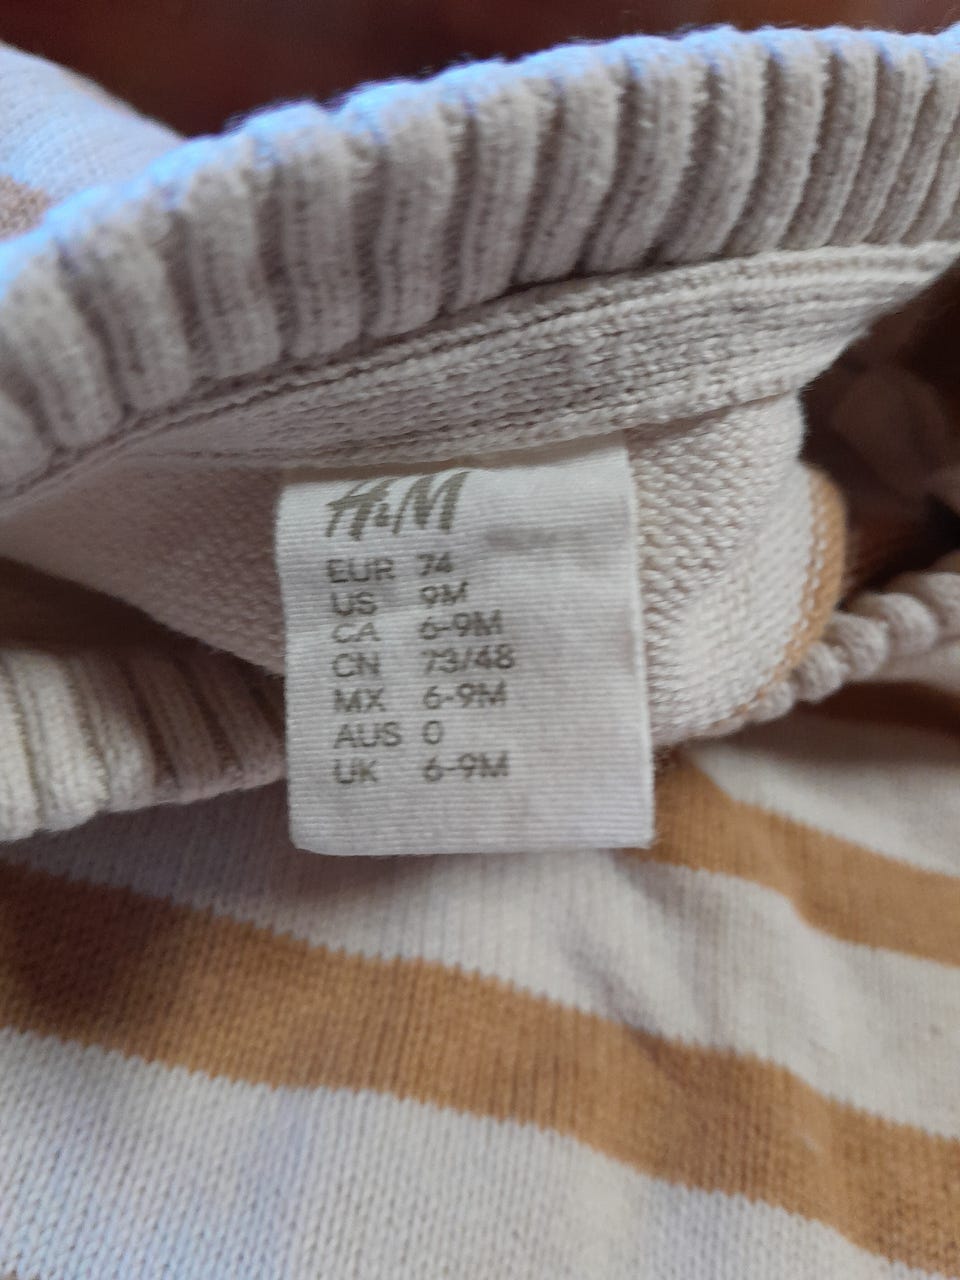 H&M
EUR 74
US 9M
CA 6-9M
CN 73/48
MX 6-9M
AUS 0
UK 6-9M